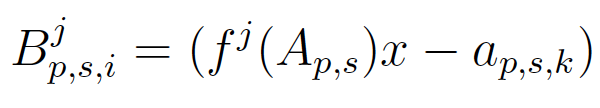 $B^{j}_{p,s,i} = (f^{j}(A_{p,s})x - a_{p,s,k})$